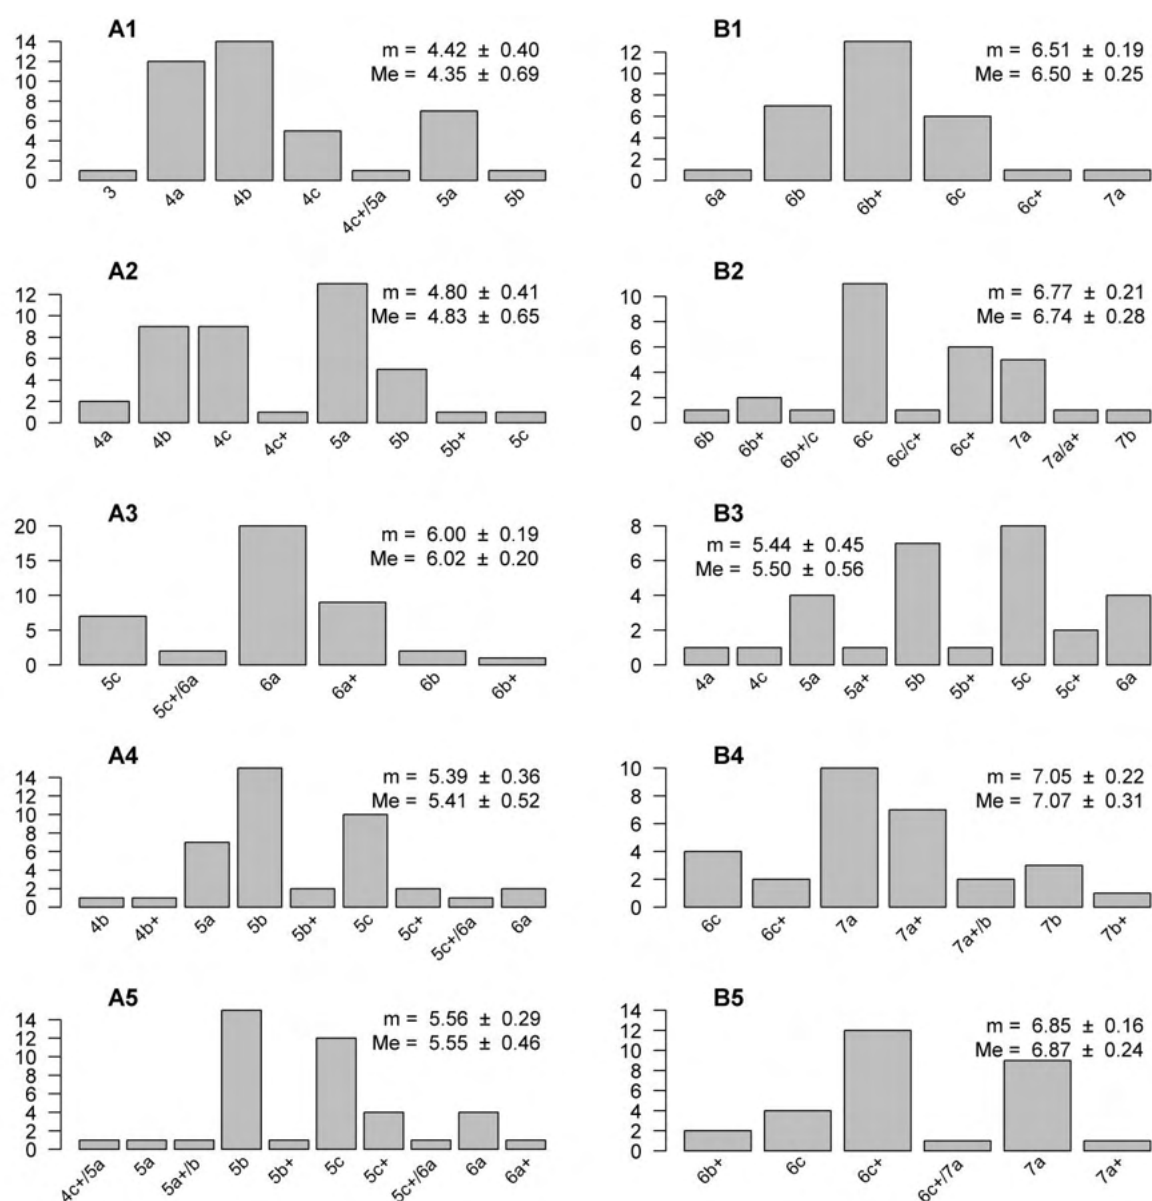 A1
m = 4.42 ± 0.40
Me = 4.35 ± 0.69
14
12
10
8
6
4
2
0
3 4a 4b 4c 4c+/5a 5a 5b
B1
m = 6.51 ± 0.19
Me = 6.50 ± 0.25
12
10
8
6
4
2
0
6a 6b 6b+ 6c 6c+ 7a
A2
m = 4.80 ± 0.41
Me = 4.83 ± 0.65
12
10
8
6
4
2
0
4a 4b 4c 4c+ 5a 5b 5b+ 5c
B2
m = 6.77 ± 0.21
Me = 6.74 ± 0.28
10
8
6
4
2
0
6b 6b+ 6b+/c 6c 6c/c+ 6c+ 7a 7a/a+ 7b
A3
m = 6.00 ± 0.19
Me = 6.02 ± 0.20
20
15
10
5
0
5c 5c+/6a 6a 6a+ 6b 6b+
B3
m = 5.44 ± 0.45
Me = 5.50 ± 0.56
8
6
4
2
0
4a 4c 5a 5a+ 5b 5b+ 5c 5c+ 6a
A4
m = 5.39 ± 0.36
Me = 5.41 ± 0.52
14
12
10
8
6
4
2
0
4b 4b+ 5a 5b 5b+ 5c 5c+ 5c+/6a 6a
B4
m = 7.05 ± 0.22
Me = 7.07 ± 0.31
10
8
6
4
2
0
6c 6c+ 7a 7a+ 7a+/b 7b 7b+
A5
m = 5.56 ± 0.29
Me = 5.55 ± 0.46
14
12
10
8
6
4
2
0
4c+/5a 5a 5a+/b 5b 5b+ 5c 5c+ 5c+/6a 6a 6a+
B5
m = 6.85 ± 0.16
Me = 6.87 ± 0.24
14
12
10
8
6
4
2
0
6b+ 6c 6c+ 6c+/7a 7a 7a+